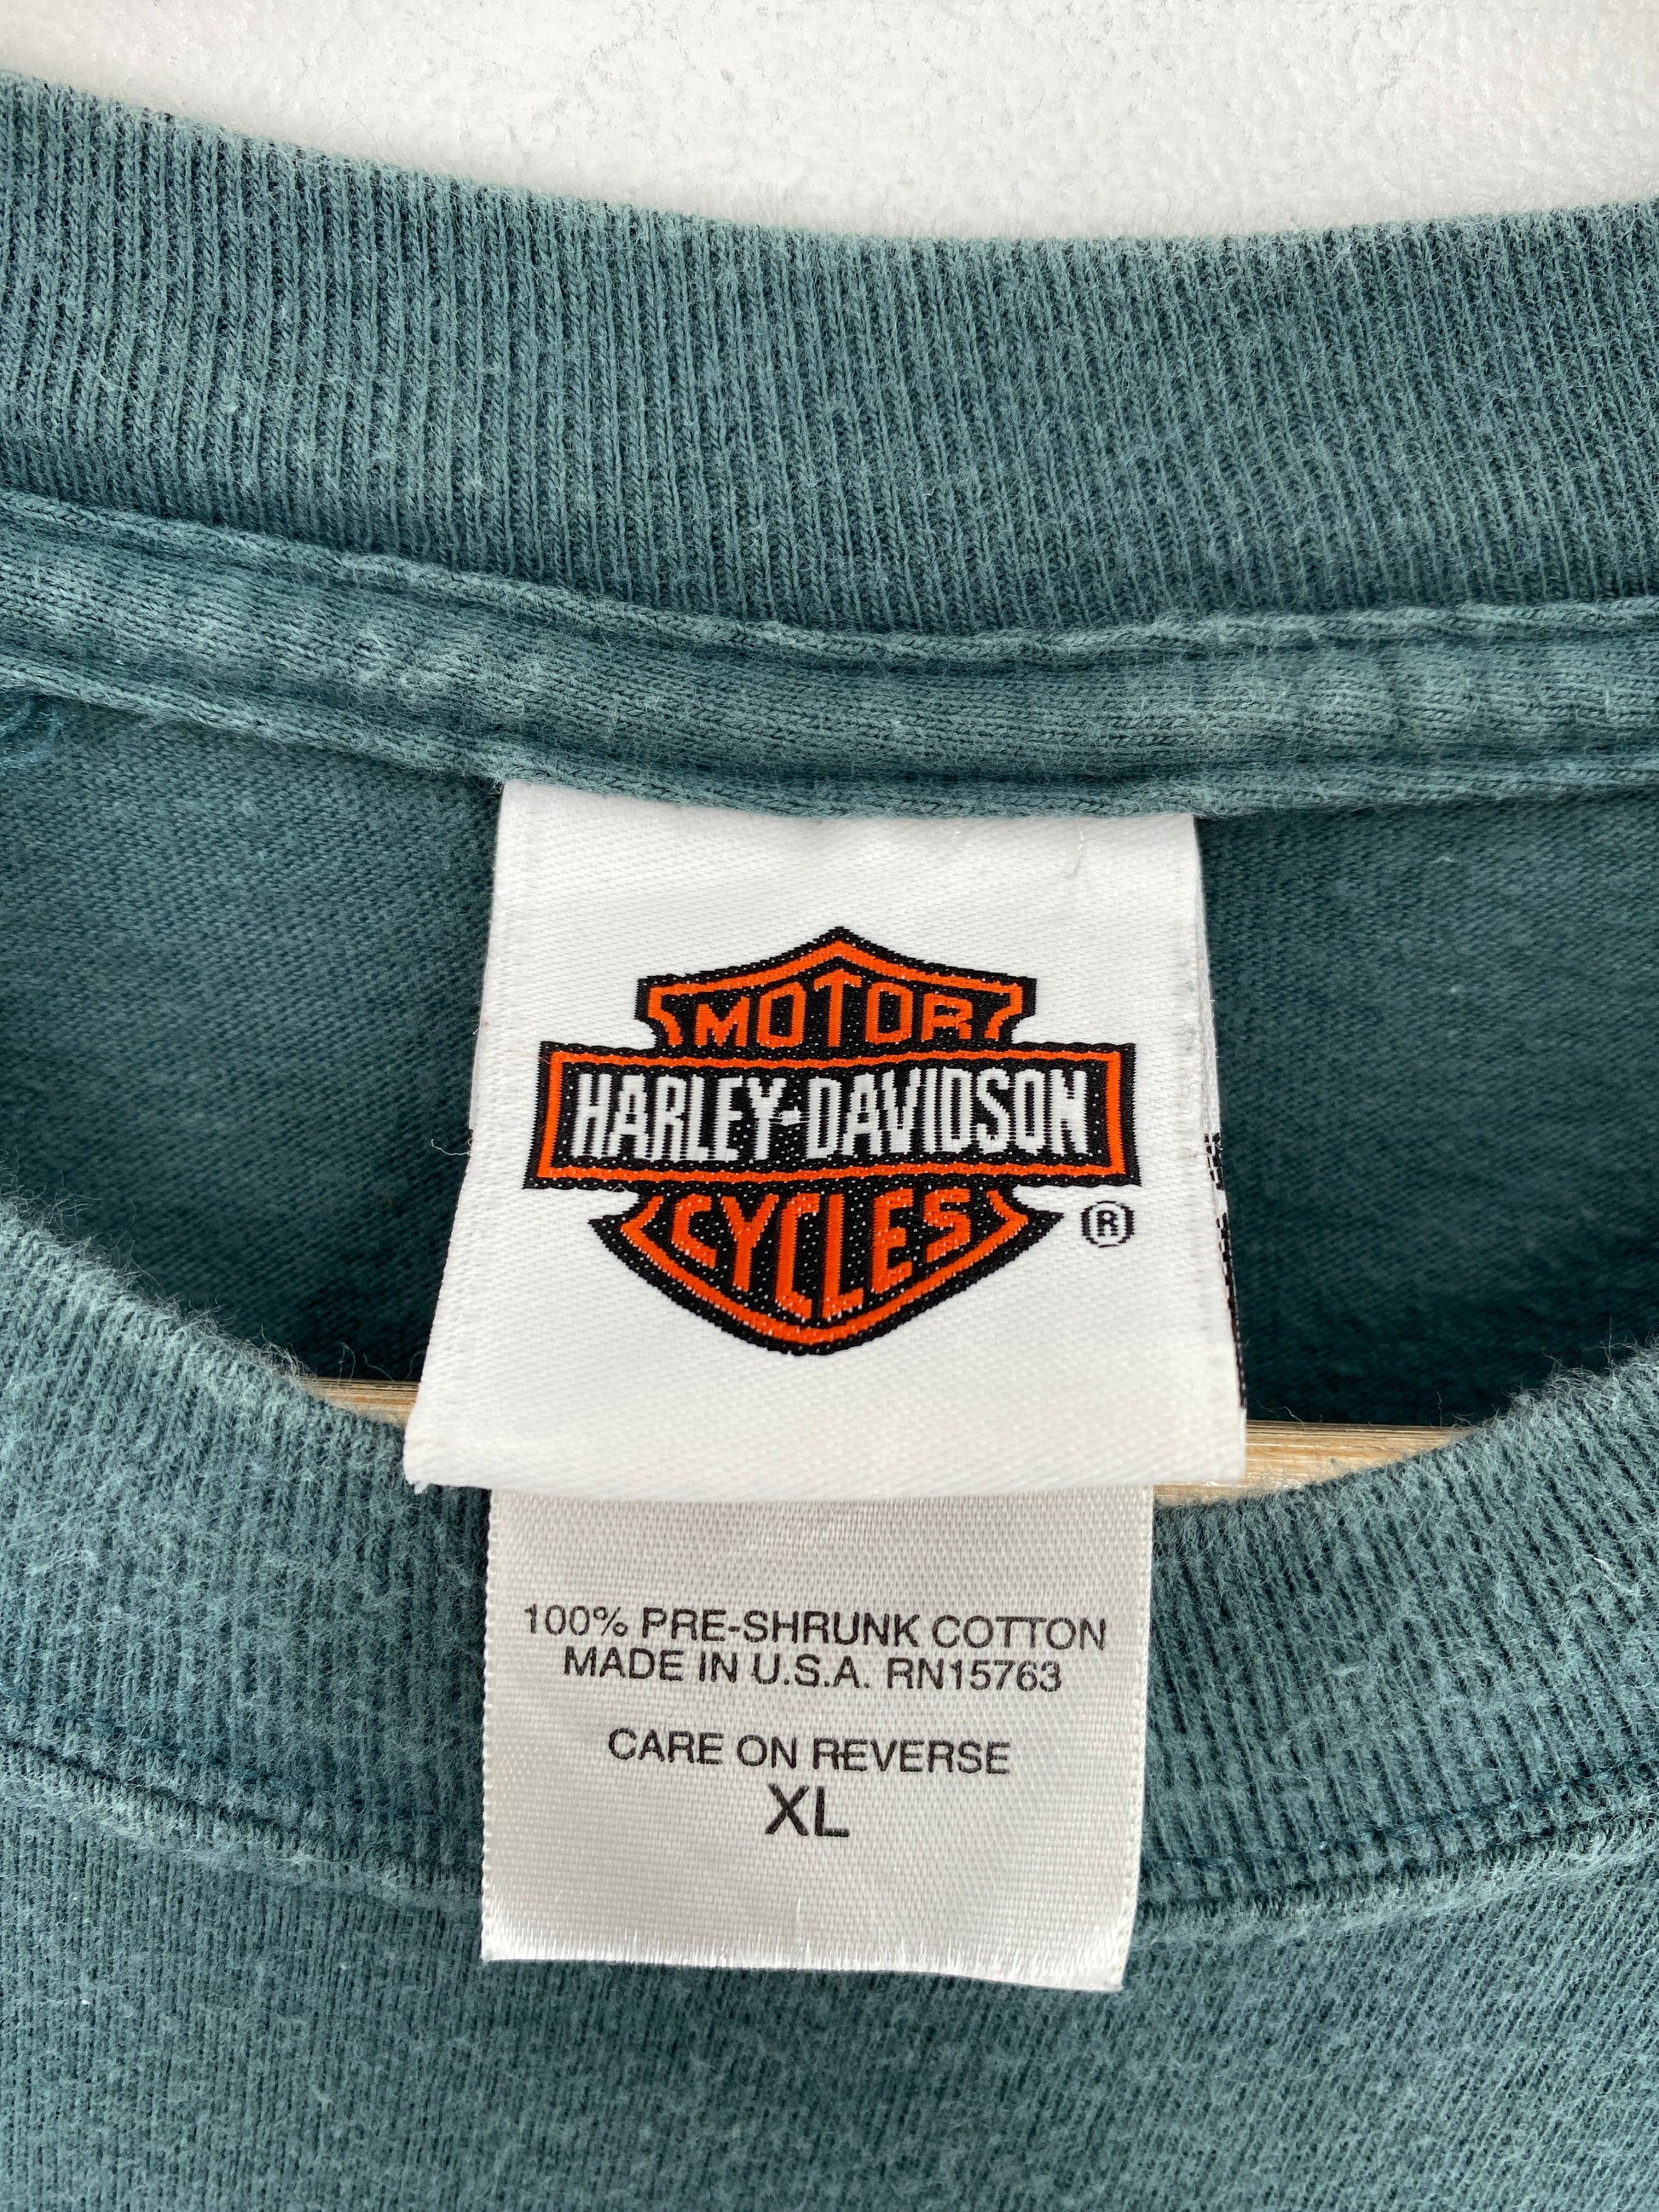 MOTOR
HARLEY-DAVIDSON
CYCLES
®
100% PRE-SHRUNK COTTON
MADE IN U.S.A. RN15763
CARE ON REVERSE
XL